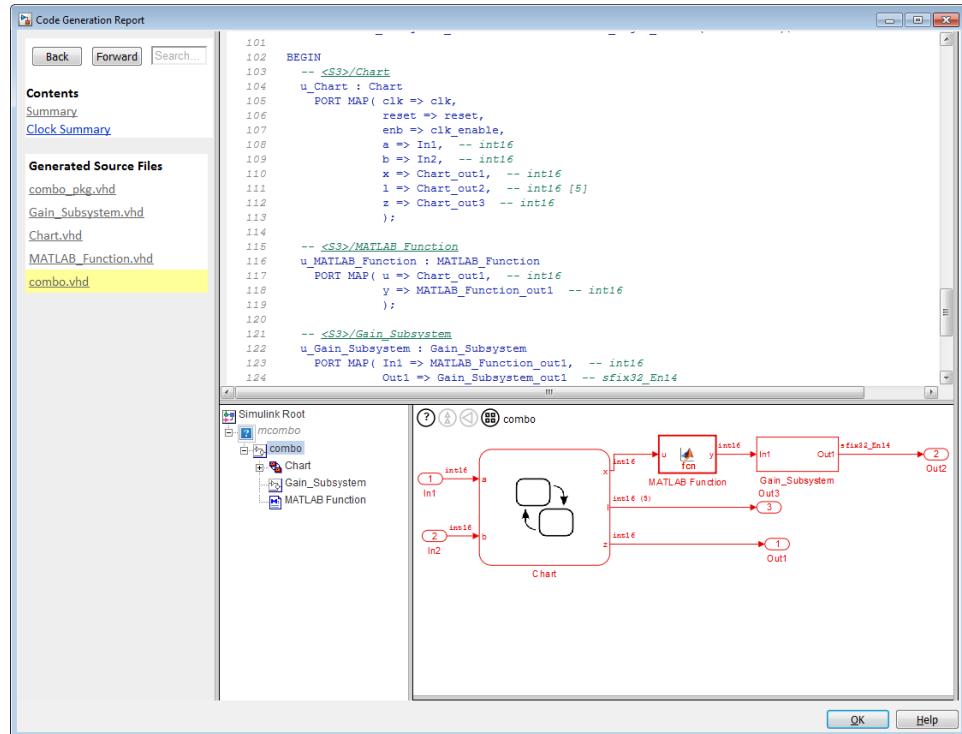 Code Generation Report
Back Forward Search...
Contents
Summary
Clock Summary
Generated Source Files
combo_pkg.vhd
Gain_Subsystem.vhd
Chart.vhd
MATLAB_Function.vhd
combo.vhd
101
102 BEGIN
103 -- <S3>/Chart
104 u_Chart : Chart
105 PORT MAP( clk => clk,
106 reset => reset,
107 enb => clk_enable,
108 a => In1, -- int16
109 b => In2, -- int16
110 x => Chart_out1, -- int16
111 l => Chart_out2, -- int16 [5]
112 z => Chart_out3 -- int16
113 );
114
115 -- <S3>/MATLAB Function
116 u_MATLAB_Function : MATLAB_Function
117 PORT MAP( u => Chart_out1, -- int16
118 y => MATLAB_Function_out1 -- int16
119 );
120
121 -- <S3>/Gain_Subsystem
122 u_Gain_Subsystem : Gain_Subsystem
123 PORT MAP( In1 => MATLAB_Function_out1, -- int16
124 Out1 => Gain_Subsystem_out1 -- sfix32_En14
Simulink Root
mcombo
combo
Chart
Gain_Subsystem
MATLAB Function
combo
int16
1
In1
a
int16
2
In2
b
Chart
x
int16
l
int16 (5)
z
int16
u
fcn
y
MATLAB Function
int16
In1
Out1
Gain_Subsystem
sfix32_En14
2
Out2
Out3
3
1
Out1
OK Help